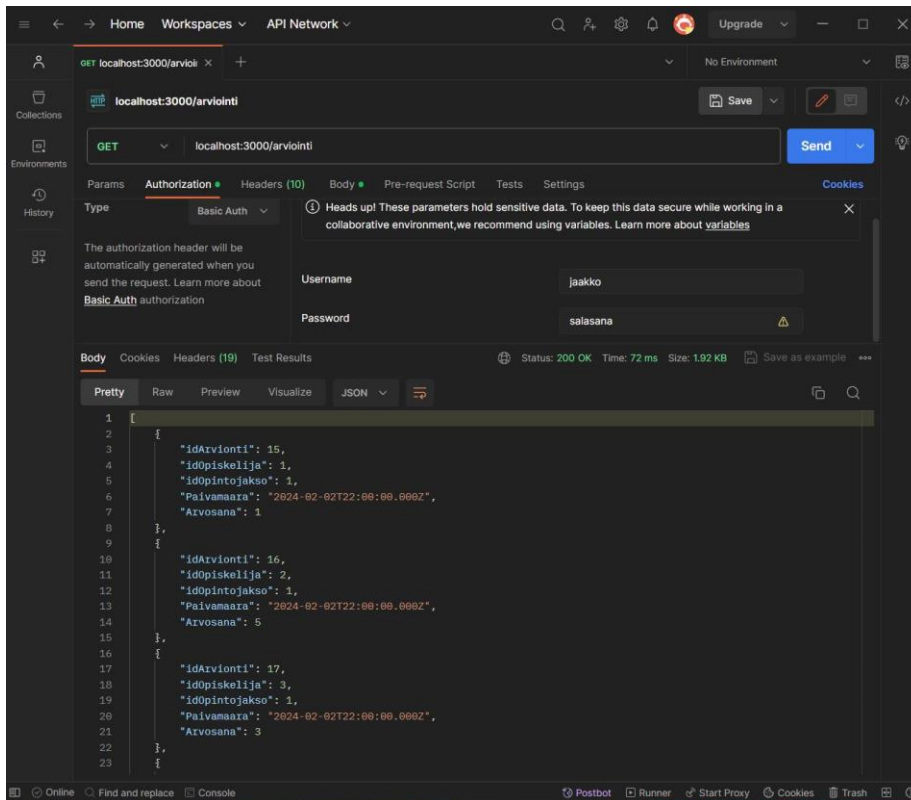 Home Workspaces API Network Upgrade
GET localhost:3000/arvioin No Environment
HTTP localhost:3000/arviointi Save
GET localhost:3000/arviointi Send
Params Authorization Headers (10) Body Pre-request Script Tests Settings Cookies
Collections
Environments
History
Type Basic Auth
The authorization header will be
automatically generated when you
send the request. Learn more about
Basic Auth authorization
Heads up! These parameters hold sensitive data. To keep this data secure while working in a
collaborative environment,we recommend using variables. Learn more about variables
Username jaakko
Password salasana
Body Cookies Headers (19) Test Results Status: 200 OK Time: 72 ms Size: 1.92 KB Save as example
Pretty Raw Preview Visualize JSON
1 [
2 {
3 "idArvionti": 15,
4 "idOpiskelija": 1,
5 "idOpintojakso": 1,
6 "Paivamaara": "2024-02-02T22:00:00.000Z",
7 "Arvosana": 1
8 },
9 {
10 "idArvionti": 16,
11 "idOpiskelija": 2,
12 "idOpintojakso": 1,
13 "Paivamaara": "2024-02-02T22:00:00.000Z",
14 "Arvosana": 5
15 },
16 {
17 "idArvionti": 17,
18 "idOpiskelija": 3,
19 "idOpintojakso": 1,
20 "Paivamaara": "2024-02-02T22:00:00.000Z",
21 "Arvosana": 3
22 },
23 {
Online Find and replace Console Postbot Runner Start Proxy Cookies Trash